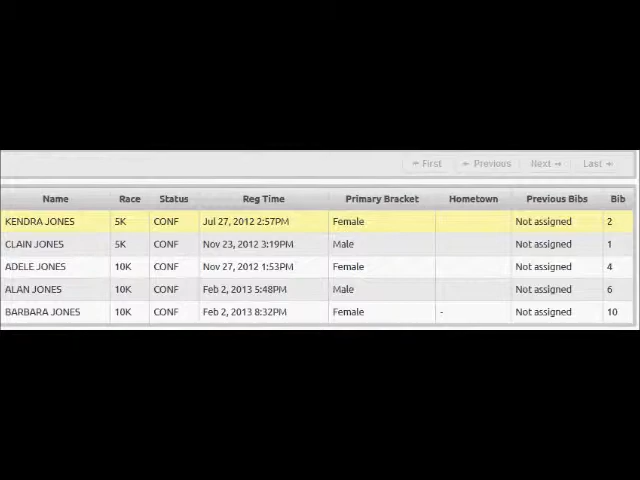 First Previous Next Last
Name Race Status Reg Time Primary Bracket Hometown Previous Bibs Bib
KENDRA JONES 5K CONF Jul 27, 2012 2:57PM Female Not assigned 2
CLAIN JONES 5K CONF Nov 23, 2012 3:19PM Male Not assigned 1
ADELE JONES 10K CONF Nov 27, 2012 1:53PM Female Not assigned 4
ALAN JONES 10K CONF Feb 2, 2013 5:48PM Male Not assigned 6
BARBARA JONES 10K CONF Feb 2, 2013 8:32PM Female - Not assigned 10